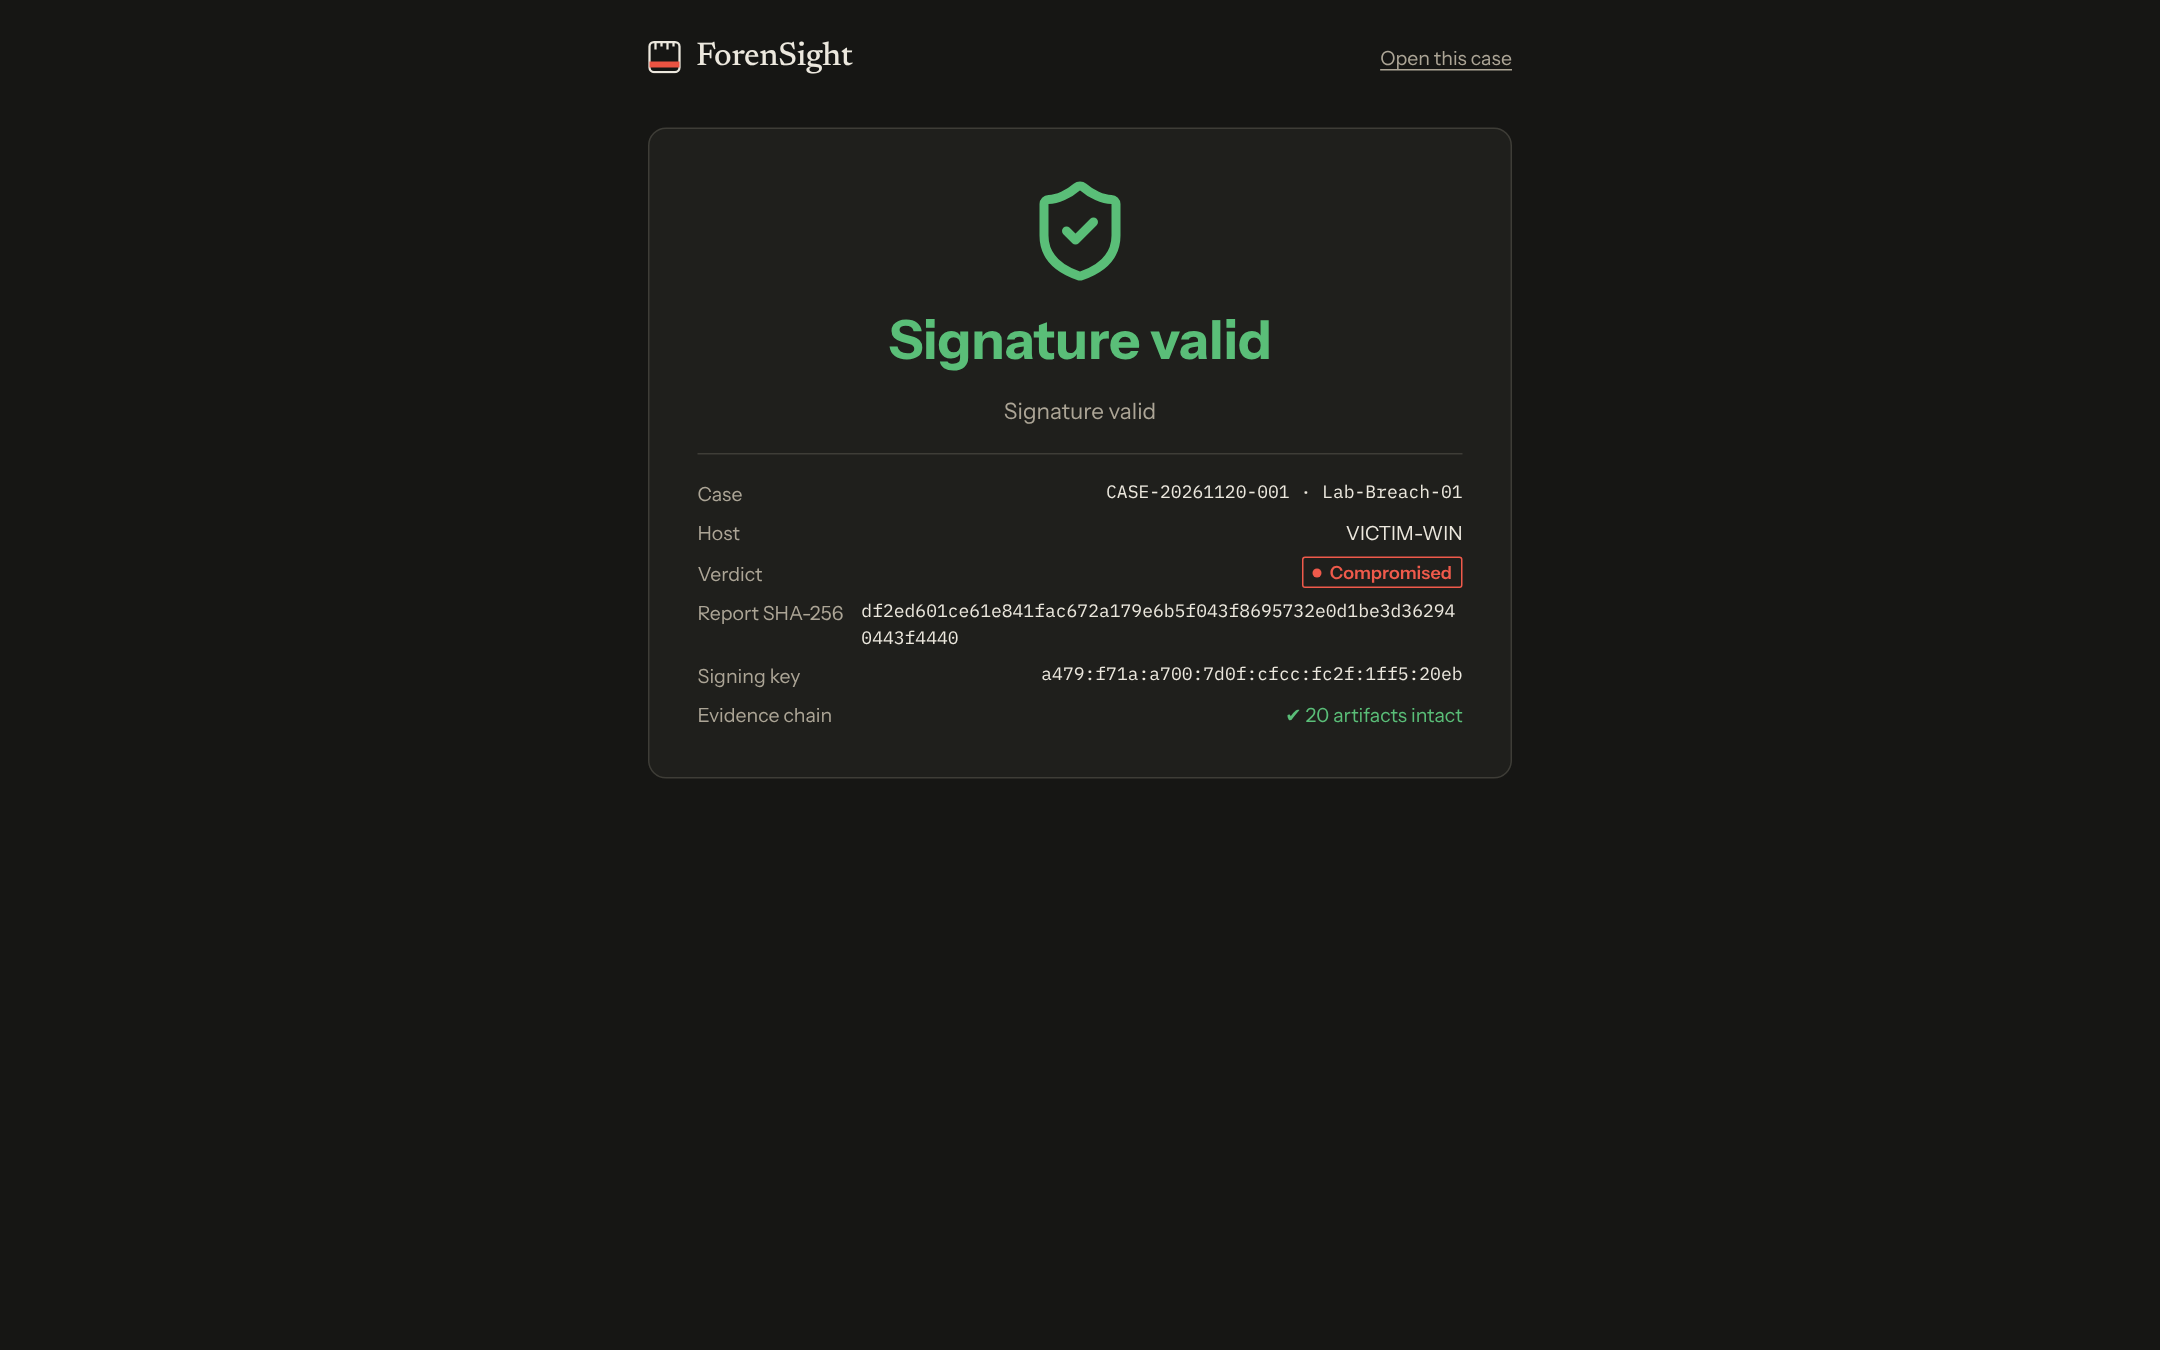 ForenSight
Open this case
Signature valid
Signature valid
Case CASE-20261120-001 · Lab-Breach-01
Host VICTIM-WIN
Verdict Compromised
Report SHA-256 df2ed601ce61e841fac672a179e6b5f043f8695732e0d1be3d36294
0443f4440
Signing key a479:f71a:a700:7d0f:cfcc:fc2f:1ff5:20eb
Evidence chain ✔ 20 artifacts intact